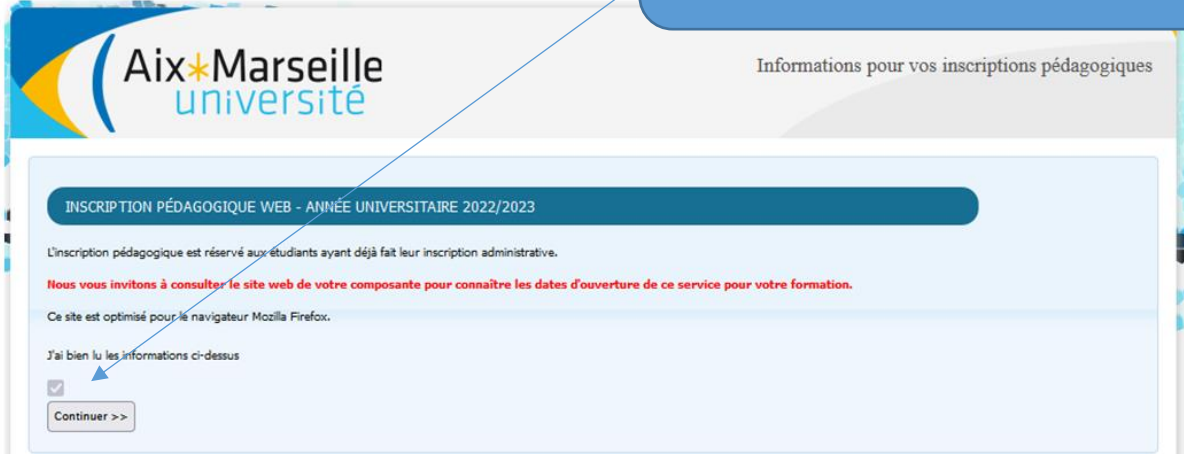 Aix*Marseille
université
Informations pour vos inscriptions pédagogiques
INSCRIPTION PÉDAGOGIQUE WEB - ANNÉE UNIVERSITAIRE 2022/2023
L'inscription pédagogique est réservé aux étudiants ayant déjà fait leur inscription administrative.
Nous vous invitons à consulter le site web de votre composante pour connaître les dates d'ouverture de ce service pour votre formation.
Ce site est optimisé pour le navigateur Mozilla Firefox.
J'ai bien lu les informations ci-dessus
Continuer >>